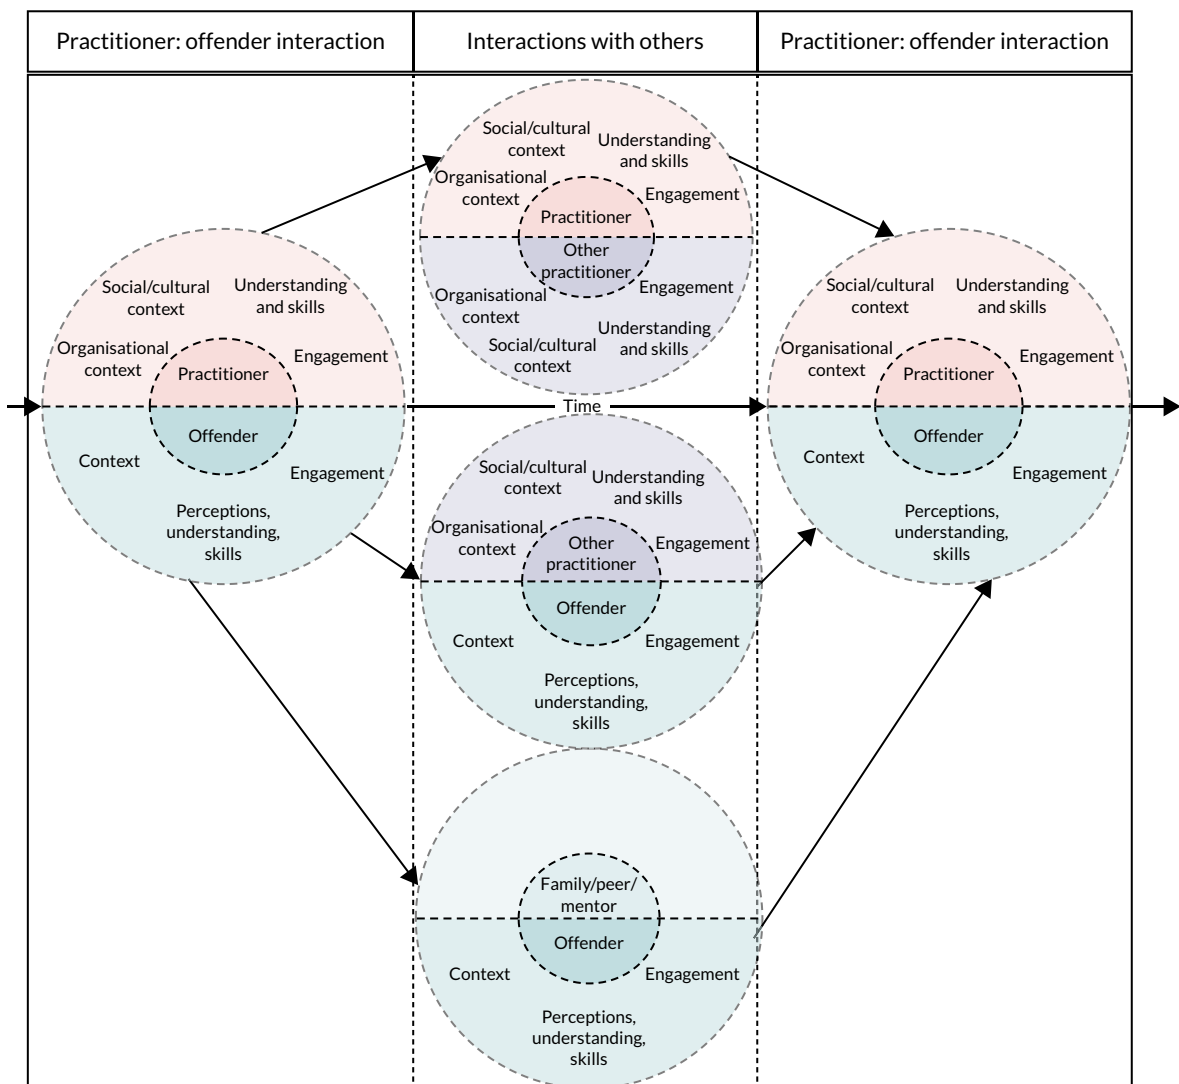 Practitioner: offender interaction
Interactions with others
Practitioner: offender interaction
Social/cultural
context
Understanding
and skills
Organisational
context
Engagement
Practitioner
Offender
Context
Engagement
Perceptions,
understanding,
skills
Social/cultural
context
Understanding
and skills
Organisational
context
Engagement
Practitioner
Other
practitioner
Organisational
context
Engagement
Social/cultural
context
Understanding
and skills
Time
Social/cultural
context
Understanding
and skills
Organisational
context
Engagement
Other
practitioner
Offender
Context
Engagement
Perceptions,
understanding,
skills
Family/peer/
mentor
Offender
Context
Engagement
Perceptions,
understanding,
skills
Social/cultural
context
Understanding
and skills
Organisational
context
Engagement
Practitioner
Offender
Context
Engagement
Perceptions,
understanding,
skills